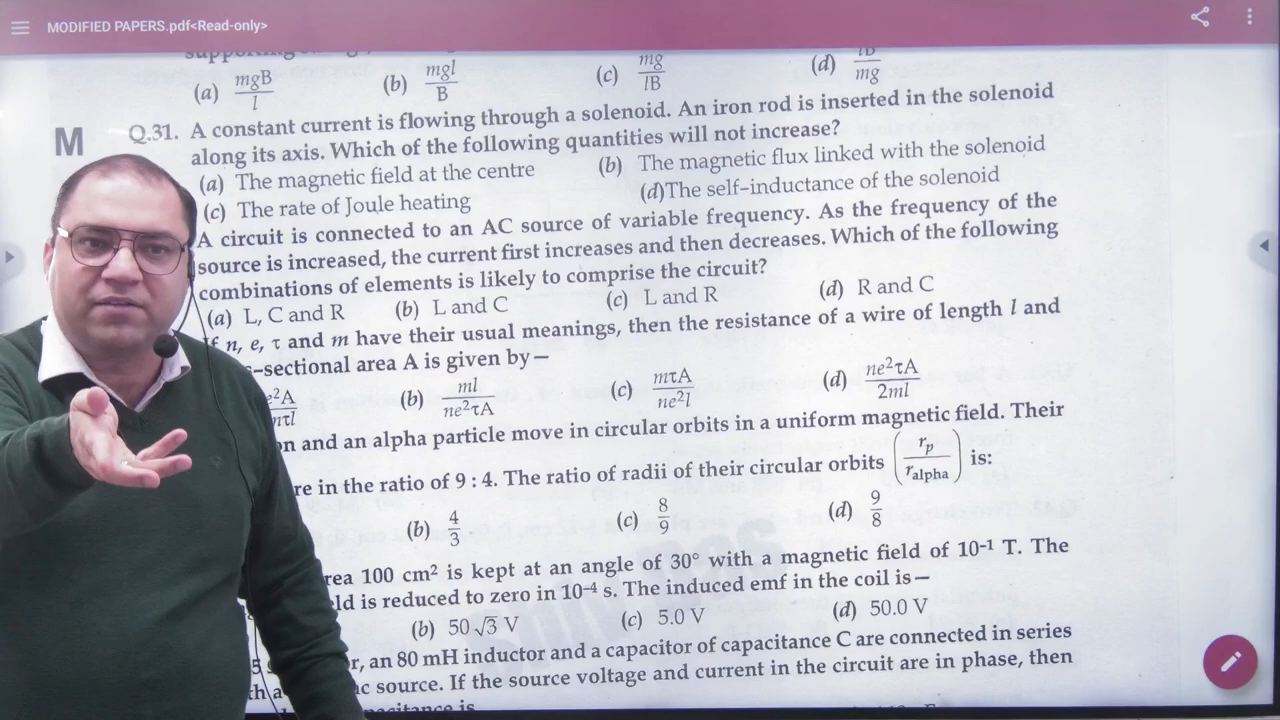 MODIFIED PAPERS.pdf<Read-only>
(a) mgB/l (b) mgl/B (c) mg/lB (d) lB/mg
M Q.31. A constant current is flowing through a solenoid. An iron rod is inserted in the solenoid
along its axis. Which of the following quantities will not increase?
(a) The magnetic field at the centre (b) The magnetic flux linked with the solenoid
(c) The rate of Joule heating (d)The self-inductance of the solenoid
A circuit is connected to an AC source of variable frequency. As the frequency of the
source is increased, the current first increases and then decreases. Which of the following
combinations of elements is likely to comprise the circuit?
(a) L, C and R (b) L and C (c) L and R (d) R and C
If n, e, τ and m have their usual meanings, then the resistance of a wire of length l and
-sectional area A is given by—
e²A/mτl (b) ml/ne²τA (c) mτA/ne²l (d) ne²τA/2ml
on and an alpha particle move in circular orbits in a uniform magnetic field. Their
re in the ratio of 9 : 4. The ratio of radii of their circular orbits (rp/ralpha) is:
(b) 4/3 (c) 8/9 (d) 9/8
rea 100 cm² is kept at an angle of 30° with a magnetic field of 10⁻¹ T. The
ld is reduced to zero in 10⁻⁴ s. The induced emf in the coil is—
(b) 50√3 V (c) 5.0 V (d) 50.0 V
r, an 80 mH inductor and a capacitor of capacitance C are connected in series
ac source. If the source voltage and current in the circuit are in phase, then